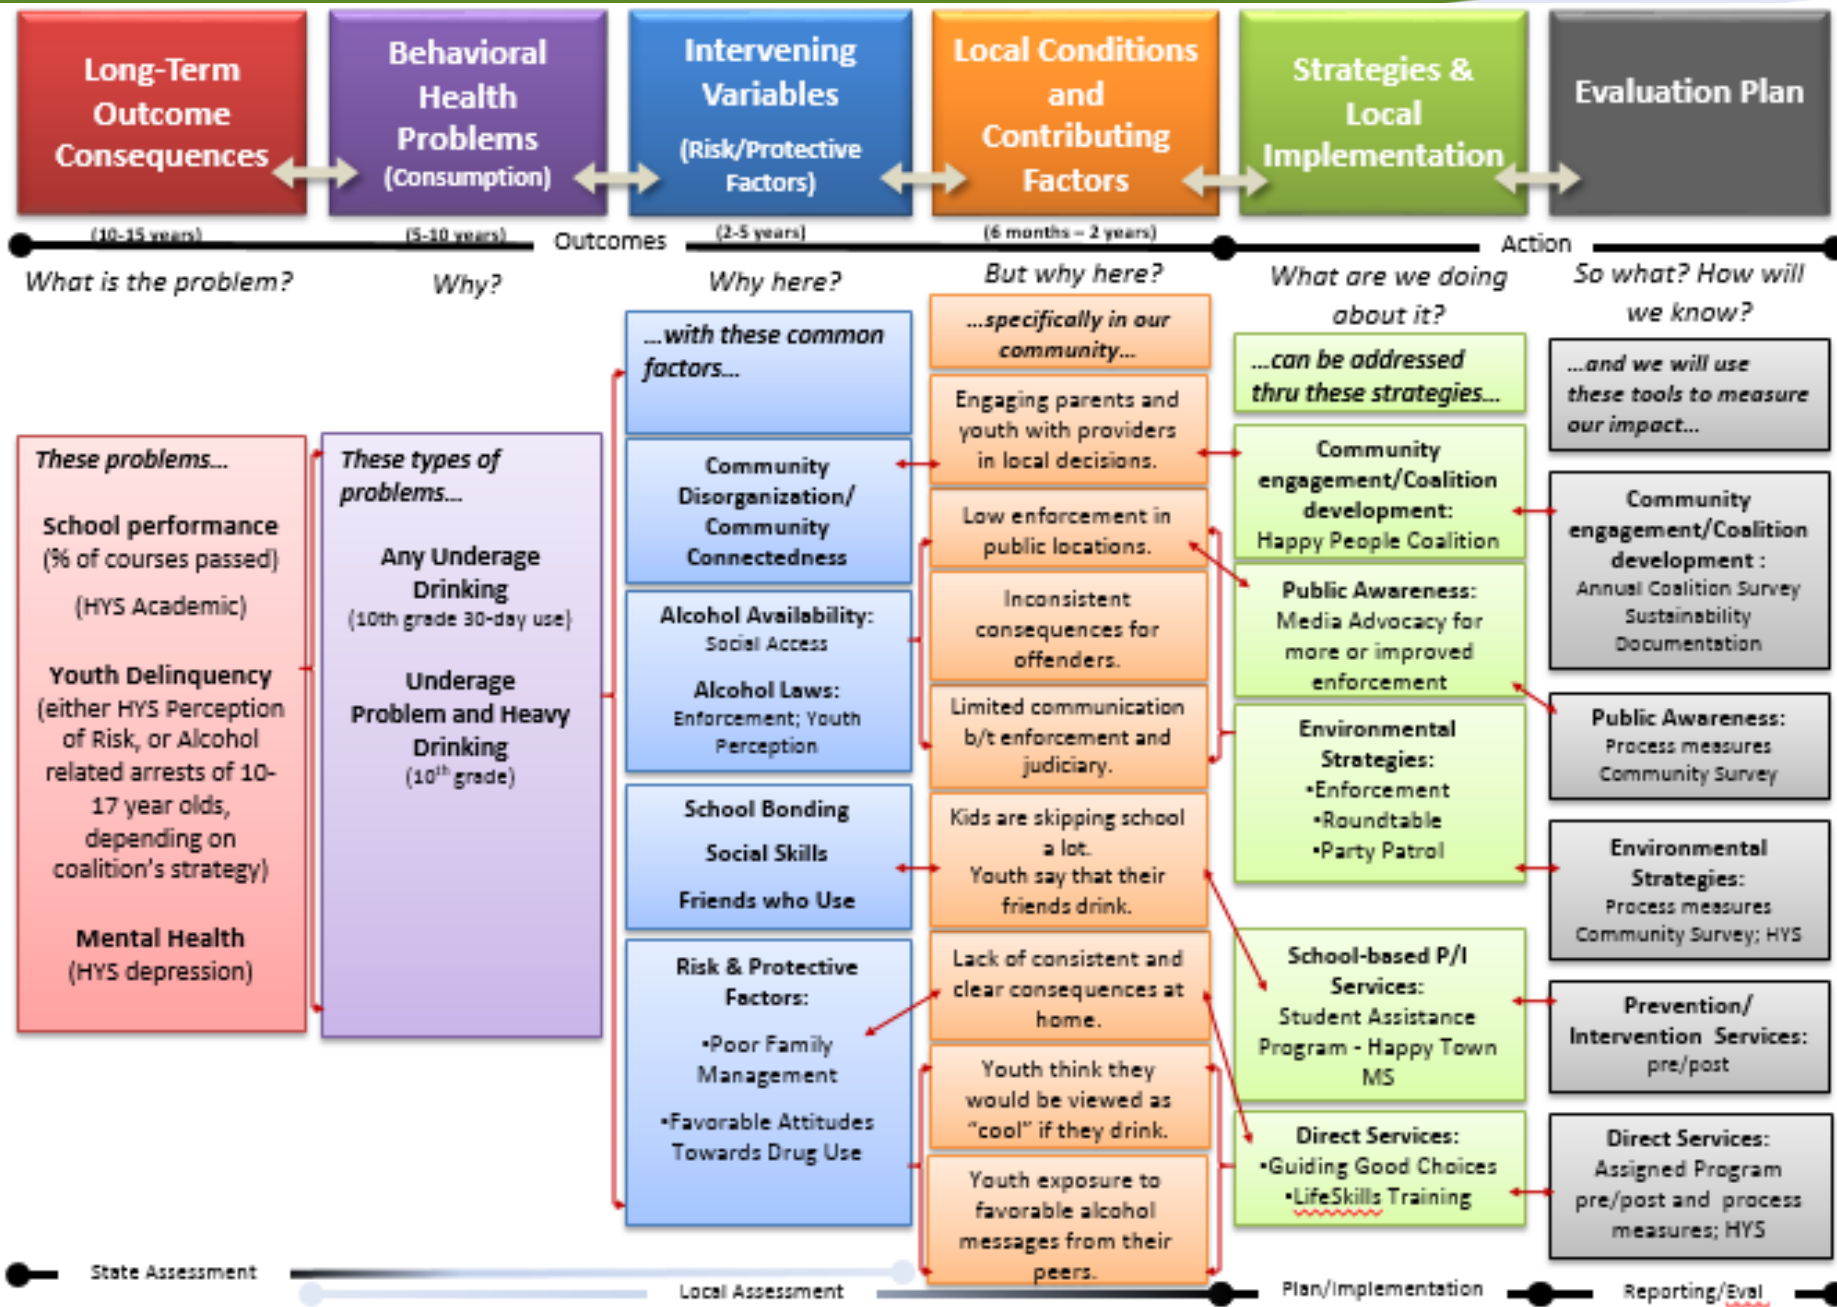 Long-Term
Outcome
Consequences
Behavioral
Health
Problems
(Consumption)
Intervening
Variables
(Risk/Protective
Factors)
Local Conditions
and
Contributing
Factors
Strategies &
Local
Implementation
Evaluation Plan
(10-15 years)
(5-10 years)
Outcomes
(2-5 years)
(6 months – 2 years)
Action
What is the problem?
Why?
Why here?
But why here?
What are we doing
about it?
So what? How will
we know?
These problems...
School performance
(% of courses passed)
(HYS Academic)
Youth Delinquency
(either HYS Perception
of Risk, or Alcohol
related arrests of 10-
17 year olds,
depending on
coalition's strategy)
Mental Health
(HYS depression)
These types of
problems...
Any Underage
Drinking
(10th grade 30-day use)
Underage
Problem and Heavy
Drinking
(10th grade)
...with these common
factors...
Community
Disorganization/
Community
Connectedness
Alcohol Availability:
Social Access
Alcohol Laws:
Enforcement; Youth
Perception
School Bonding
Social Skills
Friends who Use
Risk & Protective
Factors:
•Poor Family
Management
•Favorable Attitudes
Towards Drug Use
...specifically in our
community...
Engaging parents and
youth with providers
in local decisions.
Low enforcement in
public locations.
Inconsistent
consequences for
offenders.
Limited communication
b/t enforcement and
judiciary.
Kids are skipping school
a lot.
Youth say that their
friends drink.
Lack of consistent and
clear consequences at
home.
Youth think they
would be viewed as
“cool” if they drink.
Youth exposure to
favorable alcohol
messages from their
peers.
...can be addressed
thru these strategies...
Community
engagement/Coalition
development:
Happy People Coalition
Public Awareness:
Media Advocacy for
more or improved
enforcement
Environmental
Strategies:
•Enforcement
•Roundtable
•Party Patrol
School-based P/I
Services:
Student Assistance
Program - Happy Town
MS
Direct Services:
•Guiding Good Choices
•LifeSkills Training
...and we will use
these tools to measure
our impact...
Community
engagement/Coalition
development :
Annual Coalition Survey
Sustainability
Documentation
Public Awareness:
Process measures
Community Survey
Environmental
Strategies:
Process measures
Community Survey; HYS
Prevention/
Intervention Services:
pre/post
Direct Services:
Assigned Program
pre/post and process
measures; HYS
State Assessment
Local Assessment
Plan/Implementation
Reporting/Eval